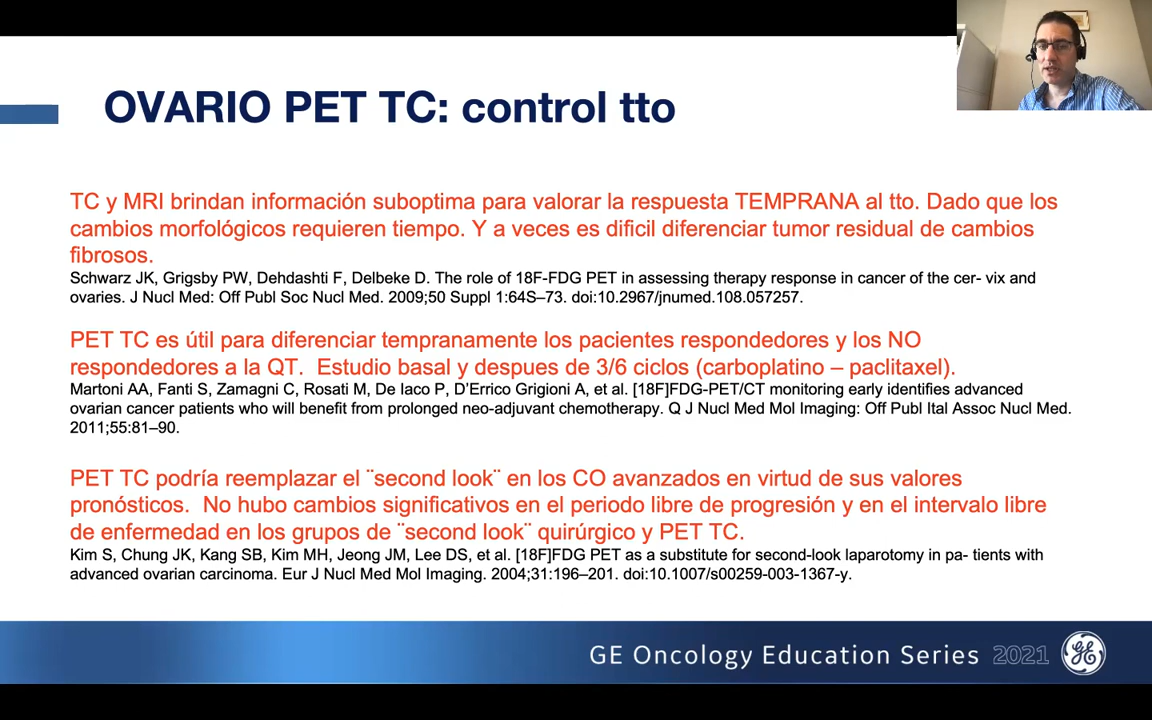 OVARIO PET TC: control tto
TC y MRI brindan información suboptima para valorar la respuesta TEMPRANA al tto. Dado que los
cambios morfológicos requieren tiempo. Y a veces es dificil diferenciar tumor residual de cambios
fibrosos.
Schwarz JK, Grigsby PW, Dehdashti F, Delbeke D. The role of 18F-FDG PET in assessing therapy response in cancer of the cer- vix and
ovaries. J Nucl Med: Off Publ Soc Nucl Med. 2009;50 Suppl 1:64S–73. doi:10.2967/jnumed.108.057257.
PET TC es útil para diferenciar tempranamente los pacientes respondedores y los NO
respondedores a la QT.  Estudio basal y despues de 3/6 ciclos (carboplatino – paclitaxel).
Martoni AA, Fanti S, Zamagni C, Rosati M, De Iaco P, D’Errico Grigioni A, et al. [18F]FDG-PET/CT monitoring early identifies advanced
ovarian cancer patients who will benefit from prolonged neo-adjuvant chemotherapy. Q J Nucl Med Mol Imaging: Off Publ Ital Assoc Nucl Med.
2011;55:81–90.
PET TC podría reemplazar el ¨second look¨ en los CO avanzados en virtud de sus valores
pronósticos.  No hubo cambios significativos en el periodo libre de progresión y en el intervalo libre
de enfermedad en los grupos de ¨second look¨ quirúrgico y PET TC.
Kim S, Chung JK, Kang SB, Kim MH, Jeong JM, Lee DS, et al. [18F]FDG PET as a substitute for second-look laparotomy in pa- tients with
advanced ovarian carcinoma. Eur J Nucl Med Mol Imaging. 2004;31:196–201. doi:10.1007/s00259-003-1367-y.
GE Oncology Education Series 2021